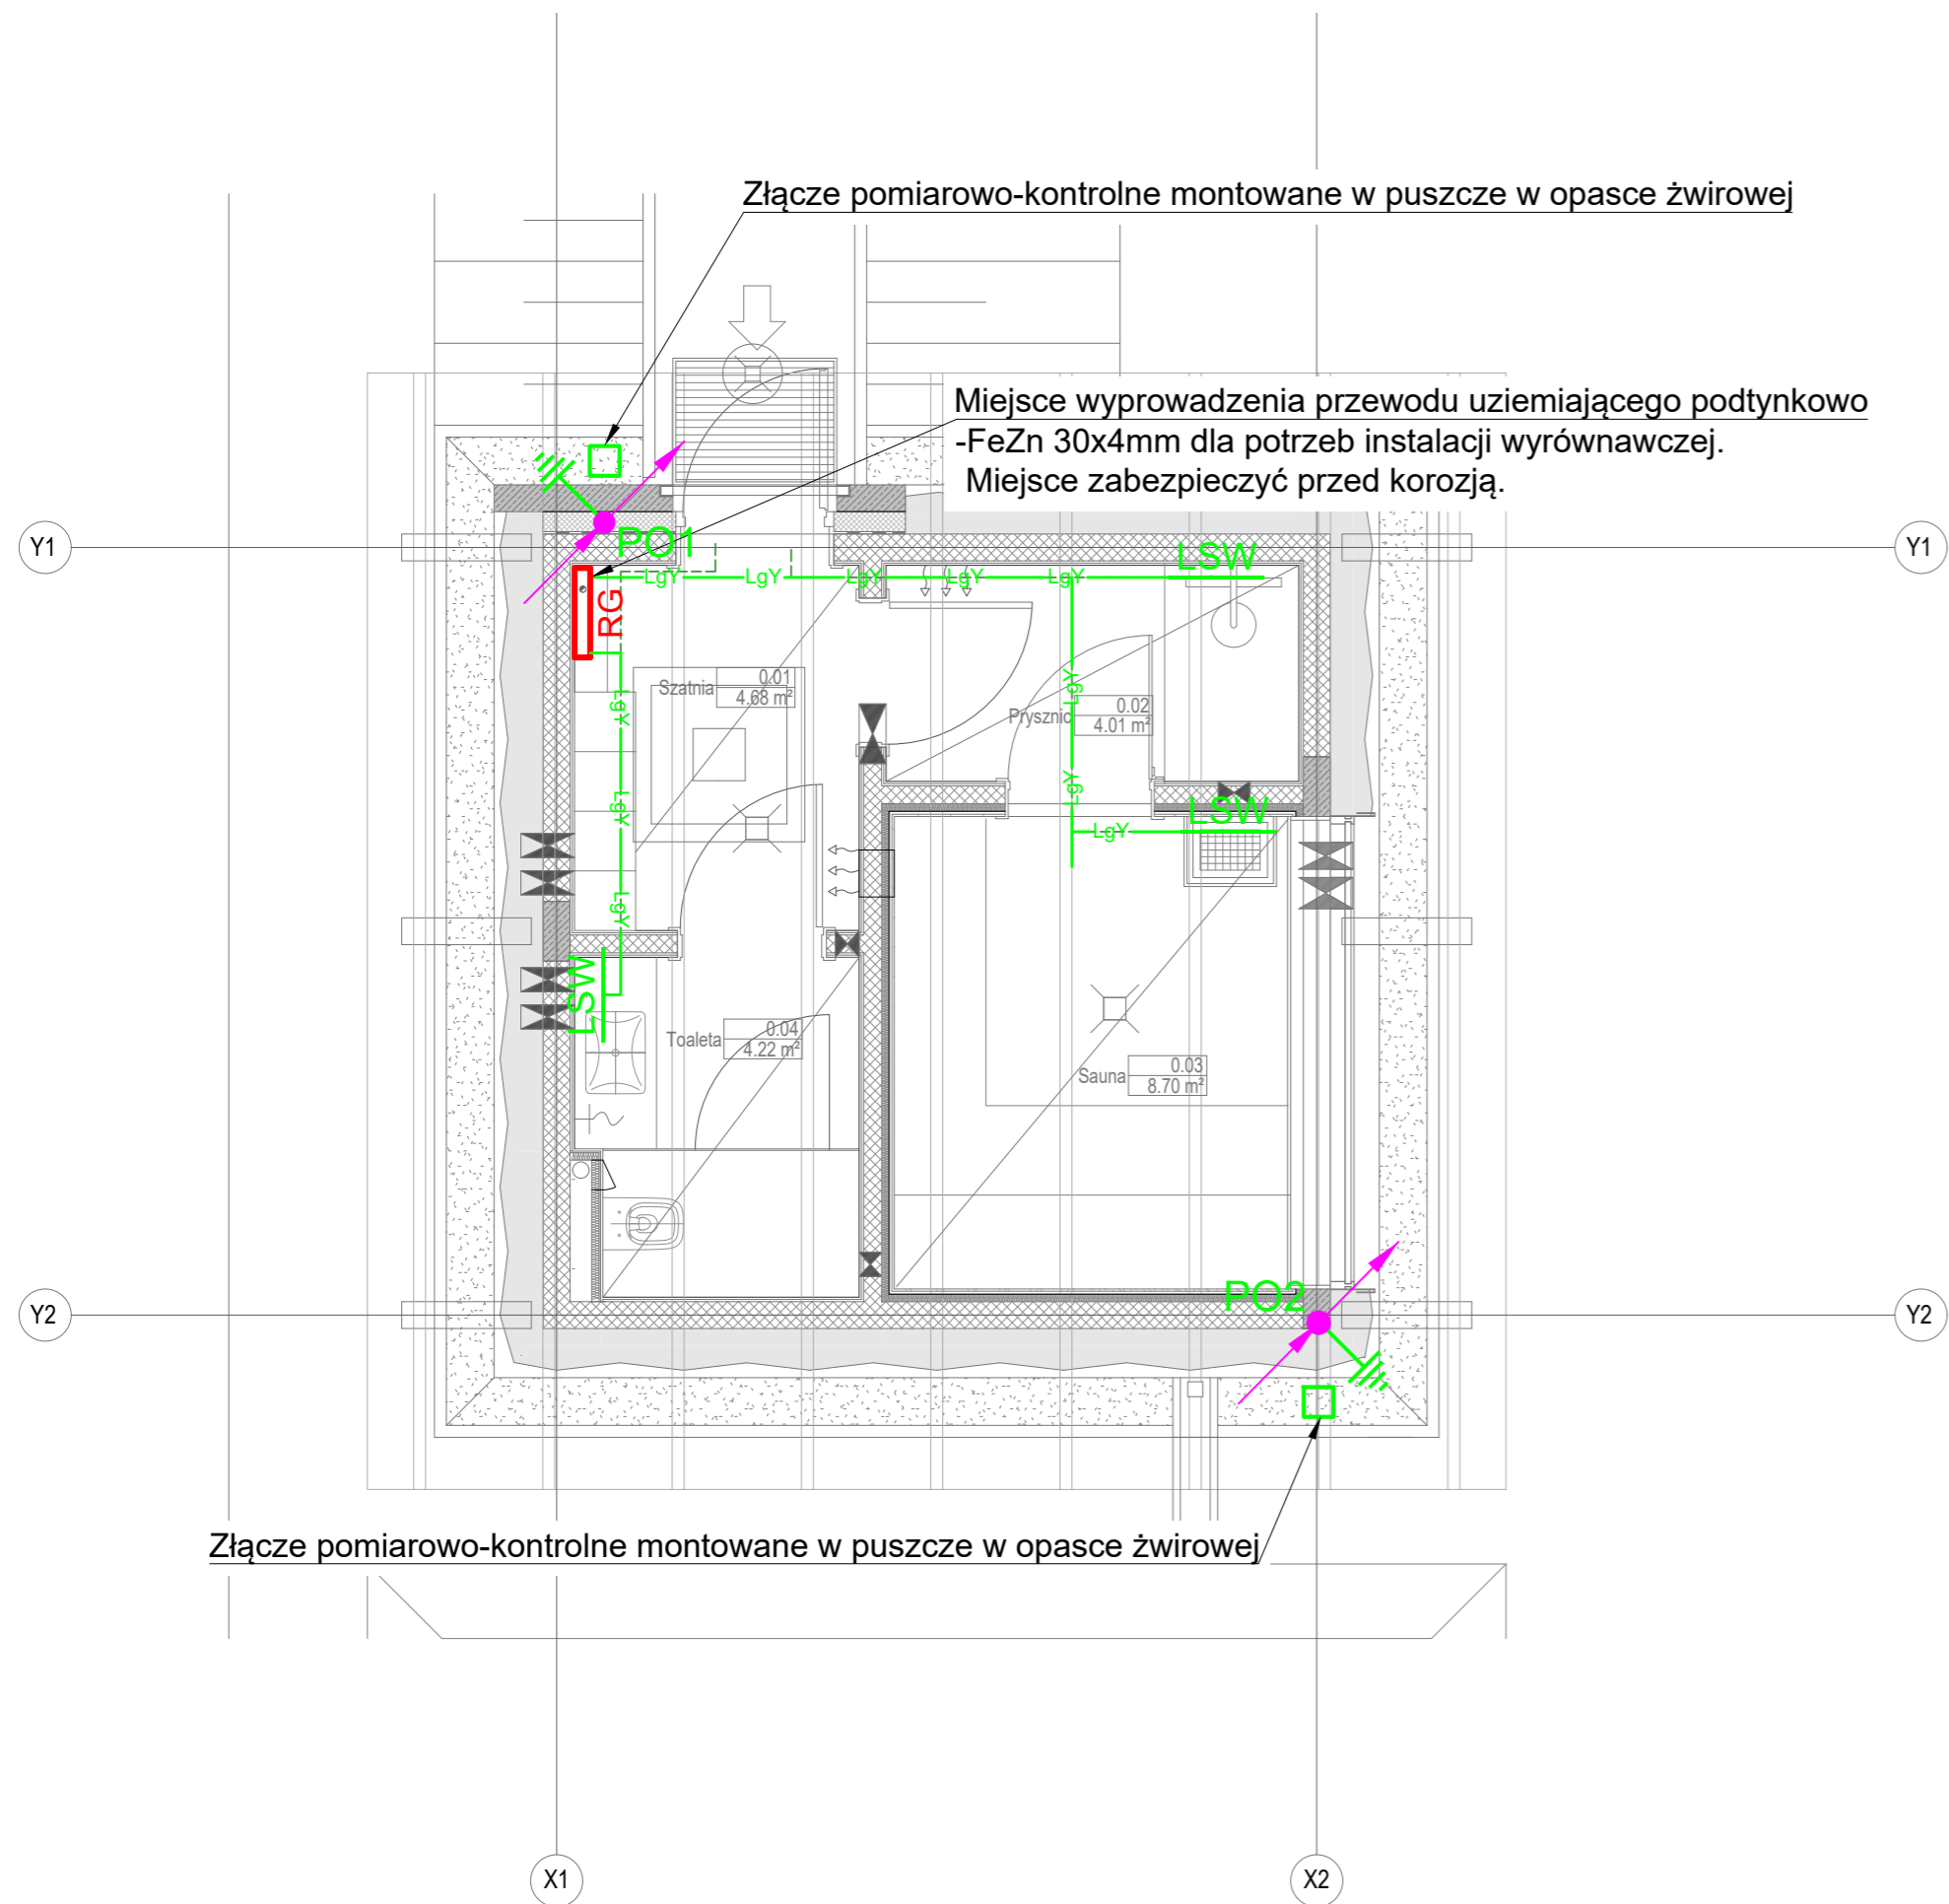 Złącze pomiarowo-kontrolne montowane w puszcze w opasce żwirowej
Miejsce wyprowadzenia przewodu uziemiającego podtynkowo
-FeZn 30x4mm dla potrzeb instalacji wyrównawczej.
Miejsce zabezpieczyć przed korozją.
Y1
PO1
LSW
Y1
LgY
LgY
LgY
LgY
LgY
RG
Szatnia
0.01
4.68 m²
LgY
LgY
Prysznic
0.02
4.01 m²
LgY
LgY
LSW
LgY
LgY
LSW
Toaleta
0.04
4.22 m²
Sauna
0.03
8.70 m²
PO2
Y2
Y2
Złącze pomiarowo-kontrolne montowane w puszcze w opasce żwirowej
X1
X2